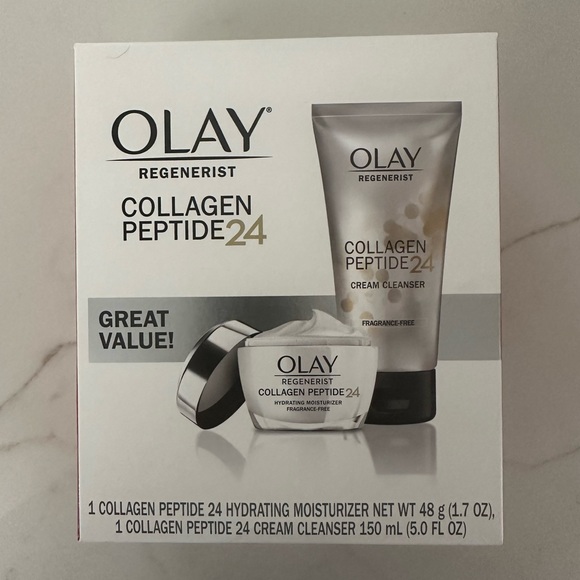 OLAY®
REGENERIST
COLLAGEN
PEPTIDE24
GREAT
VALUE!
OLAY
REGENERIST
COLLAGEN
PEPTIDE24
CREAM CLEANSER
FRAGRANCE-FREE
OLAY
REGENERIST
COLLAGEN PEPTIDE24
HYDRATING MOISTURIZER
FRAGRANCE-FREE
1 COLLAGEN PEPTIDE 24 HYDRATING MOISTURIZER NET WT 48 g (1.7 OZ),
1 COLLAGEN PEPTIDE 24 CREAM CLEANSER 150 mL (5.0 FL OZ)